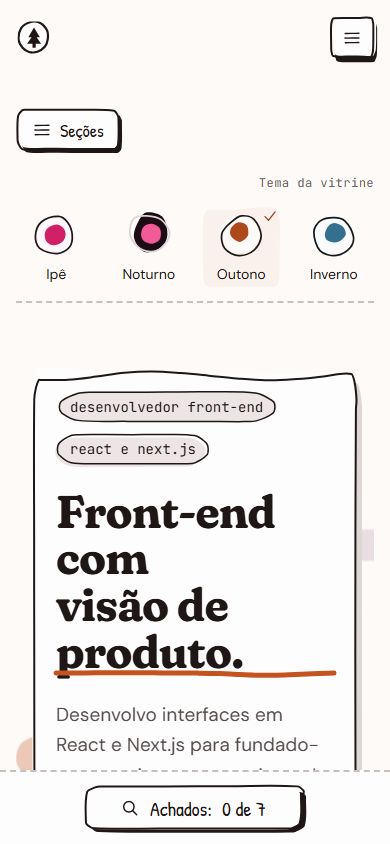 Seções
Tema da vitrine
Ipê
Noturno
Outono
Inverno
desenvolvedor front-end
react e next.js
Front-end
com
visão de
produto.
Desenvolvo interfaces em
React e Next.js para fundado-
Achados: 0 de 7